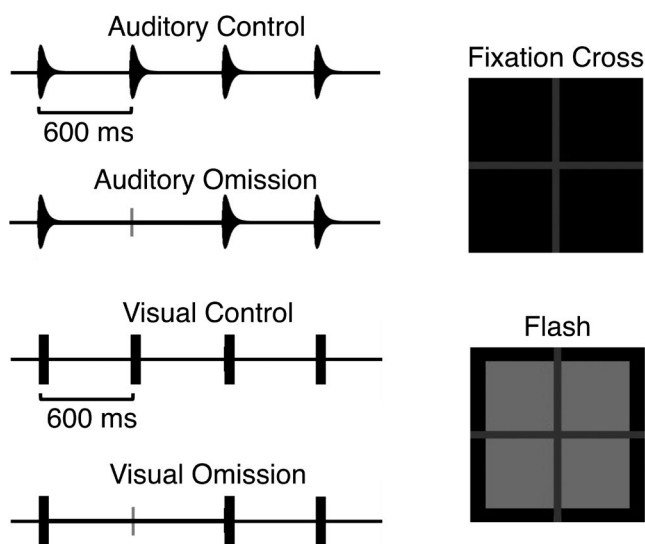 Auditory Control
600 ms
Auditory Omission
Visual Control
600 ms
Visual Omission
Fixation Cross
Flash